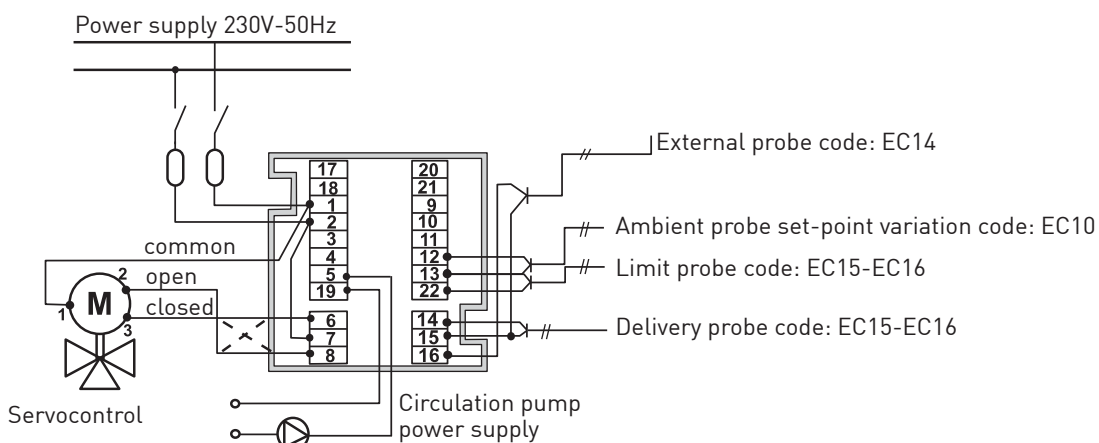 Power supply 230V-50Hz
External probe code: EC14
Ambient probe set-point variation code: EC10
Limit probe code: EC15-EC16
Delivery probe code: EC15-EC16
17
18
1
2
3
4
5
19
6
7
8
20
21
9
10
11
12
13
22
14
15
16
common
2
open
M
1
closed
3
Servocontrol
Circulation pump
power supply